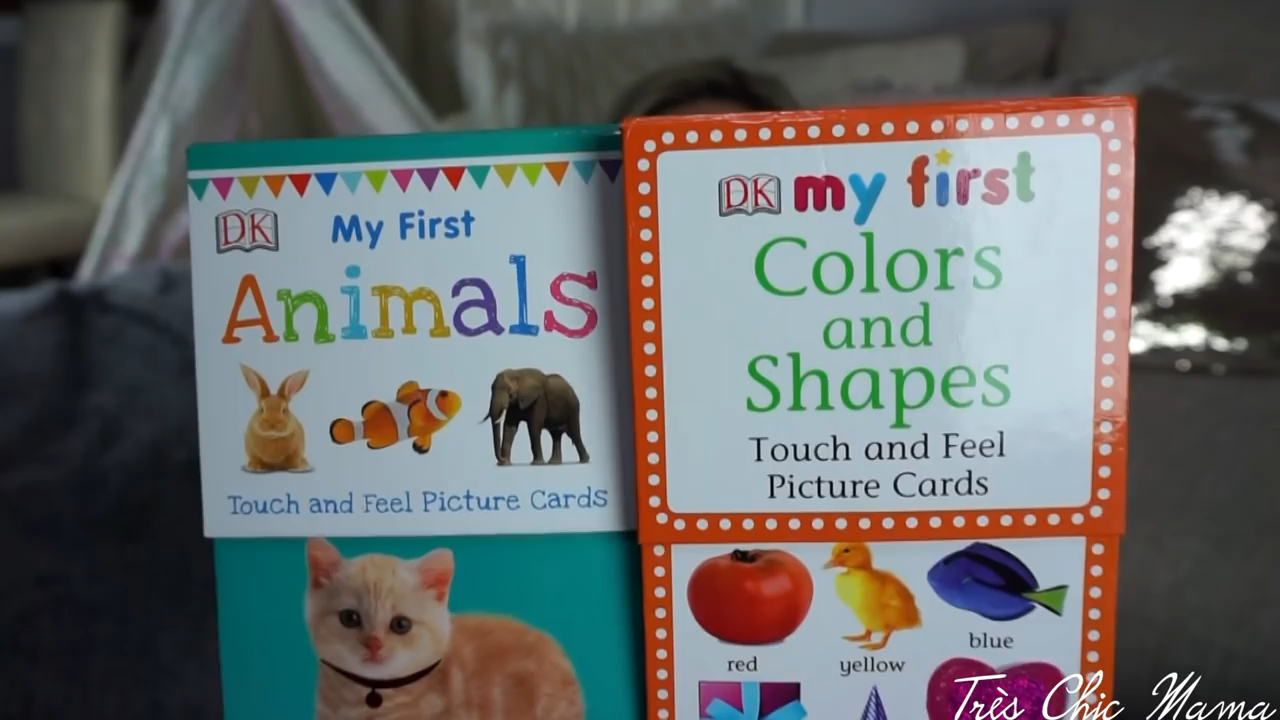 DK My First
Animals
Touch and Feel Picture Cards
DK my first
Colors
and
Shapes
Touch and Feel
Picture Cards
red
yellow
blue
Très Chic Mama